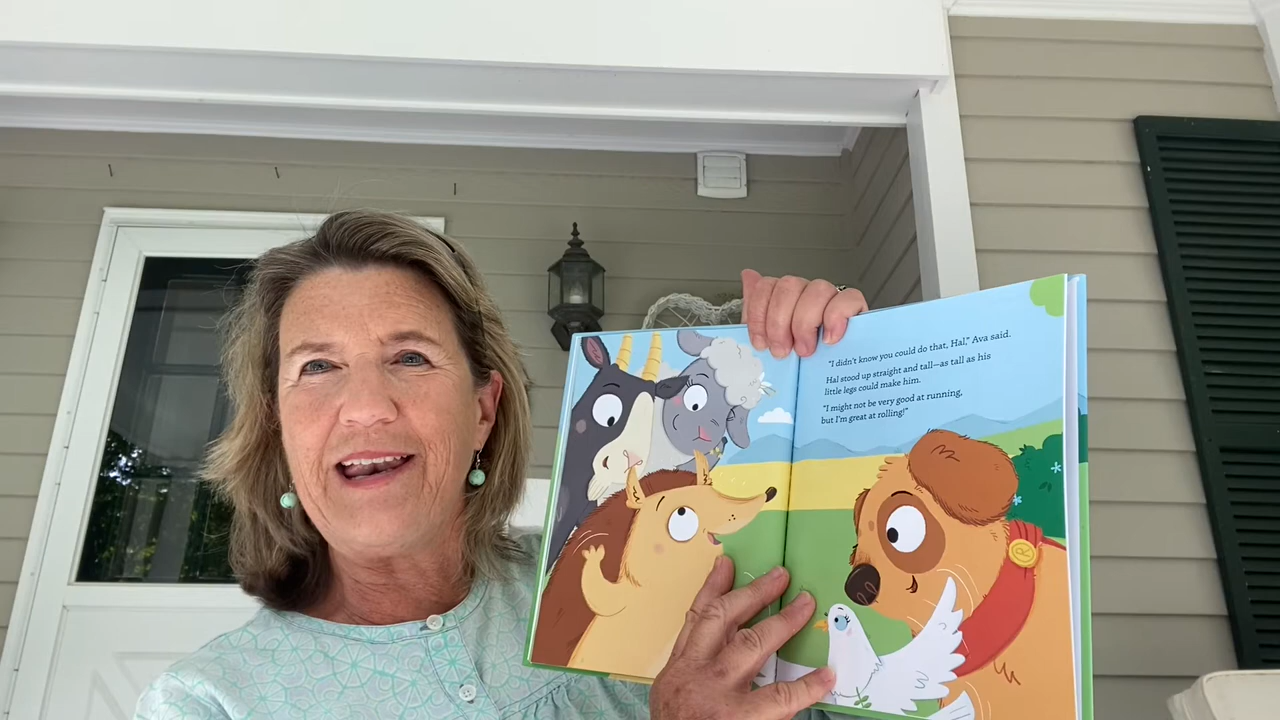 "I didn't know you could do that, Hal," Ava said.
Hal stood up straight and tall—as tall as his
little legs could make him.
"I might not be very good at running,
but I'm great at rolling!"
R